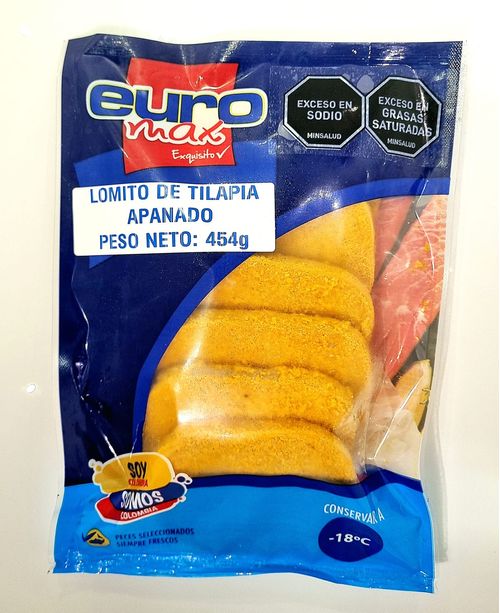 euro
max
Exquisito
EXCESO EN
SODIO
MINSALUD
EXCESO EN
GRASAS
SATURADAS
MINSALUD
LOMITO DE TILAPIA
APANADO
PESO NETO: 454g
SOY
COLOMBIA
SOMOS
COLOMBIA
PECES SELECCIONADOS
SIEMPRE FRESCOS
CONSERVAR A
-18°C